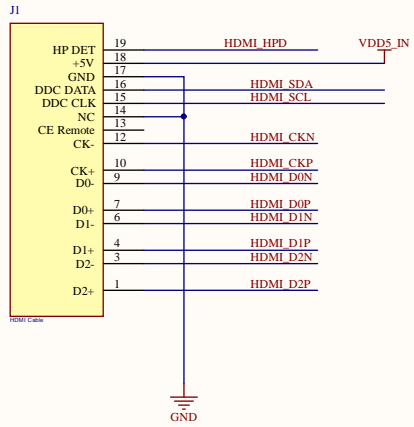 J1
HP DET 19 HDMI_HPD VDD5_IN
+5V 18
GND 17
DDC DATA 16 HDMI_SDA
DDC CLK 15 HDMI_SCL
NC 14
CE Remote 13
CK- 12 HDMI_CKN
CK+ 10 HDMI_CKP
D0- 9 HDMI_D0N
D0+ 7 HDMI_D0P
D1- 6 HDMI_D1N
D1+ 4 HDMI_D1P
D2- 3 HDMI_D2N
D2+ 1 HDMI_D2P
HDMI Cable
GND